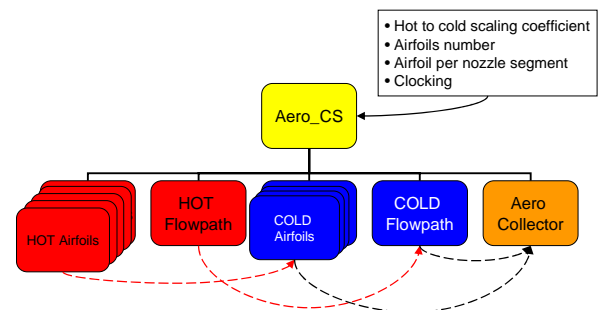 • Hot to cold scaling coefficient
• Airfoils number
• Airfoil per nozzle segment
• Clocking
Aero_CS
HOT Airfoils
HOT
Flowpath
COLD
Airfoils
COLD
Flowpath
Aero
Collector